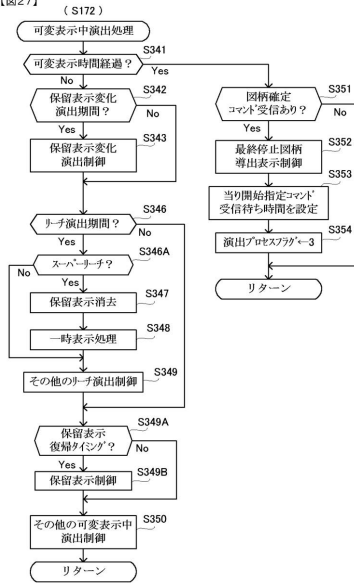 【図27】
(S172)
可変表示中演出処理
S341
可変表示時間経過?
No
Yes
S342
保留表示変化
演出期間?
No
Yes
S343
保留表示変化
演出制御
S346
リーチ演出期間?
No
Yes
S346A
スーパーリーチ?
No
Yes
S347
保留表示消去
S348
一時表示処理
S349
その他のリーチ演出制御
S349A
保留表示
復帰タイミング?
No
Yes
S349B
保留表示制御
S350
その他の可変表示中
演出制御
リターン
S351
図柄確定
コマンド受信あり?
No
Yes
S352
最終停止図柄
導出表示制御
S353
当り開始指定コマンド
受信待ち時間を設定
S354
演出プロセスフラグ←3
リターン